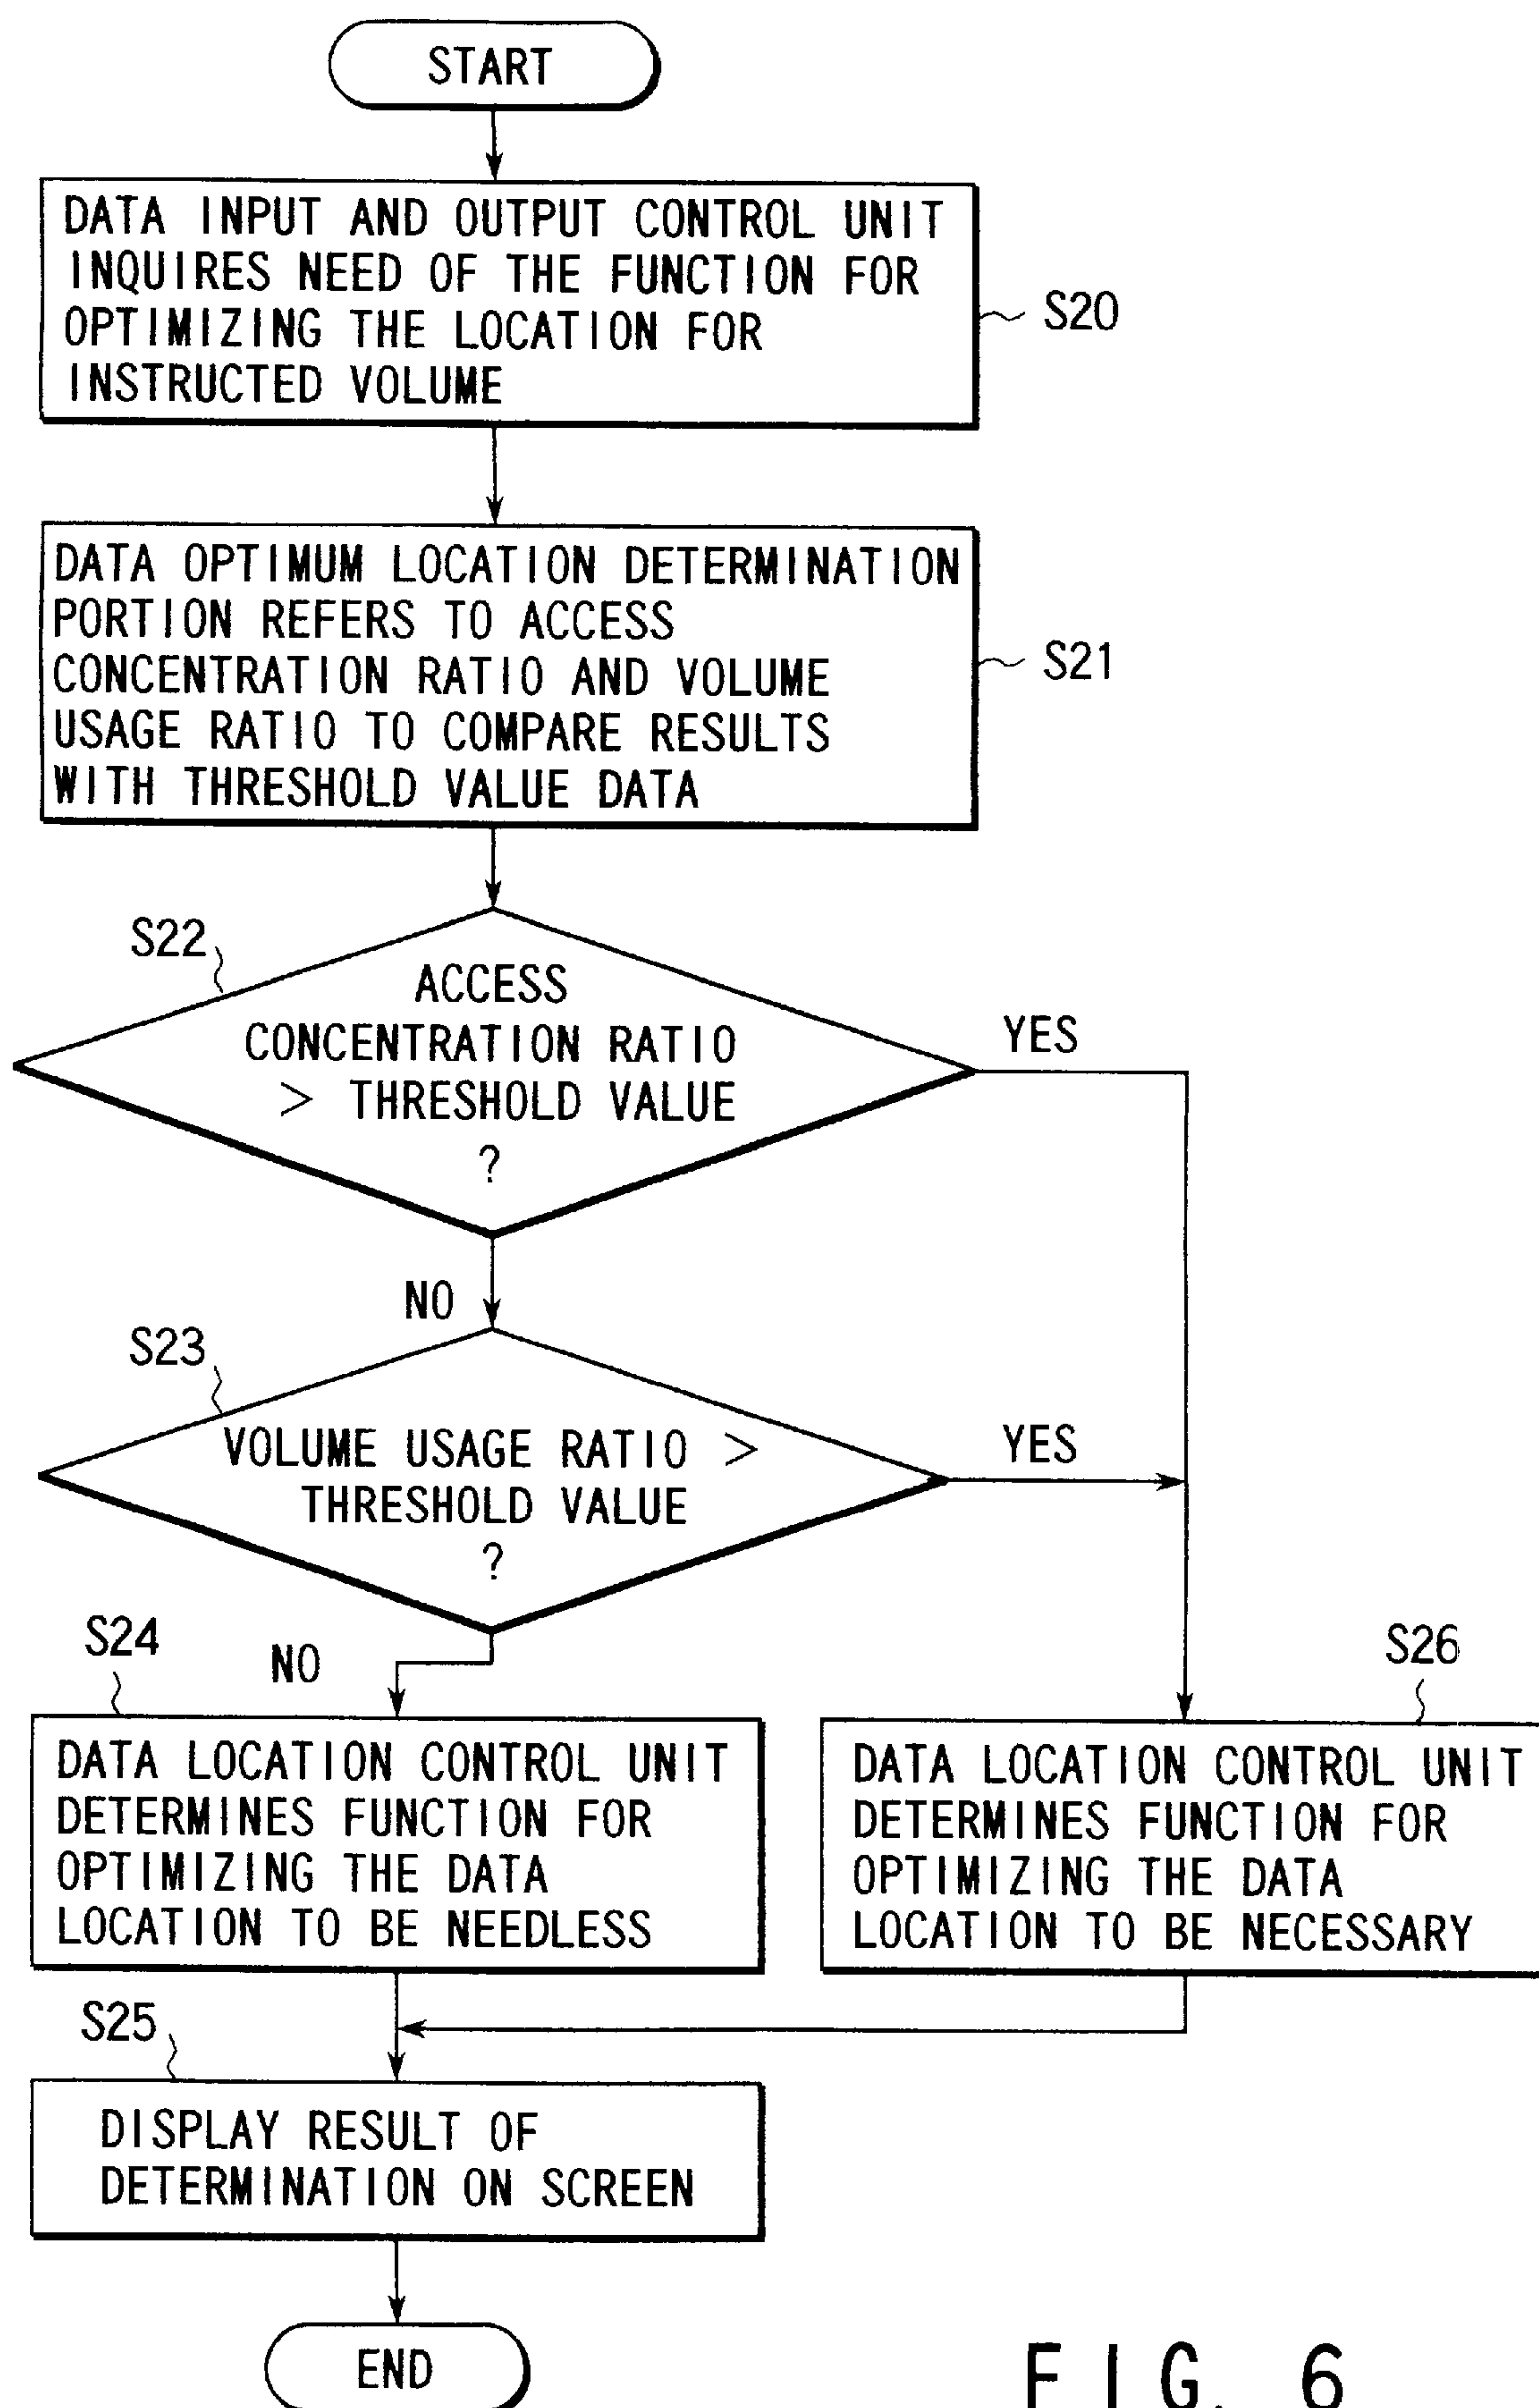 START
DATA INPUT AND OUTPUT CONTROL UNIT
INQUIRES NEED OF THE FUNCTION FOR
OPTIMIZING THE LOCATION FOR
INSTRUCTED VOLUME
S20
DATA OPTIMUM LOCATION DETERMINATION
PORTION REFERS TO ACCESS
CONCENTRATION RATIO AND VOLUME
USAGE RATIO TO COMPARE RESULTS
WITH THRESHOLD VALUE DATA
S21
S22
ACCESS
CONCENTRATION RATIO
> THRESHOLD VALUE
?
YES
NO
S23
VOLUME USAGE RATIO >
THRESHOLD VALUE
?
YES
NO
S24
DATA LOCATION CONTROL UNIT
DETERMINES FUNCTION FOR
OPTIMIZING THE DATA
LOCATION TO BE NEEDLESS
S26
DATA LOCATION CONTROL UNIT
DETERMINES FUNCTION FOR
OPTIMIZING THE DATA
LOCATION TO BE NECESSARY
S25
DISPLAY RESULT OF
DETERMINATION ON SCREEN
END
FIG. 6